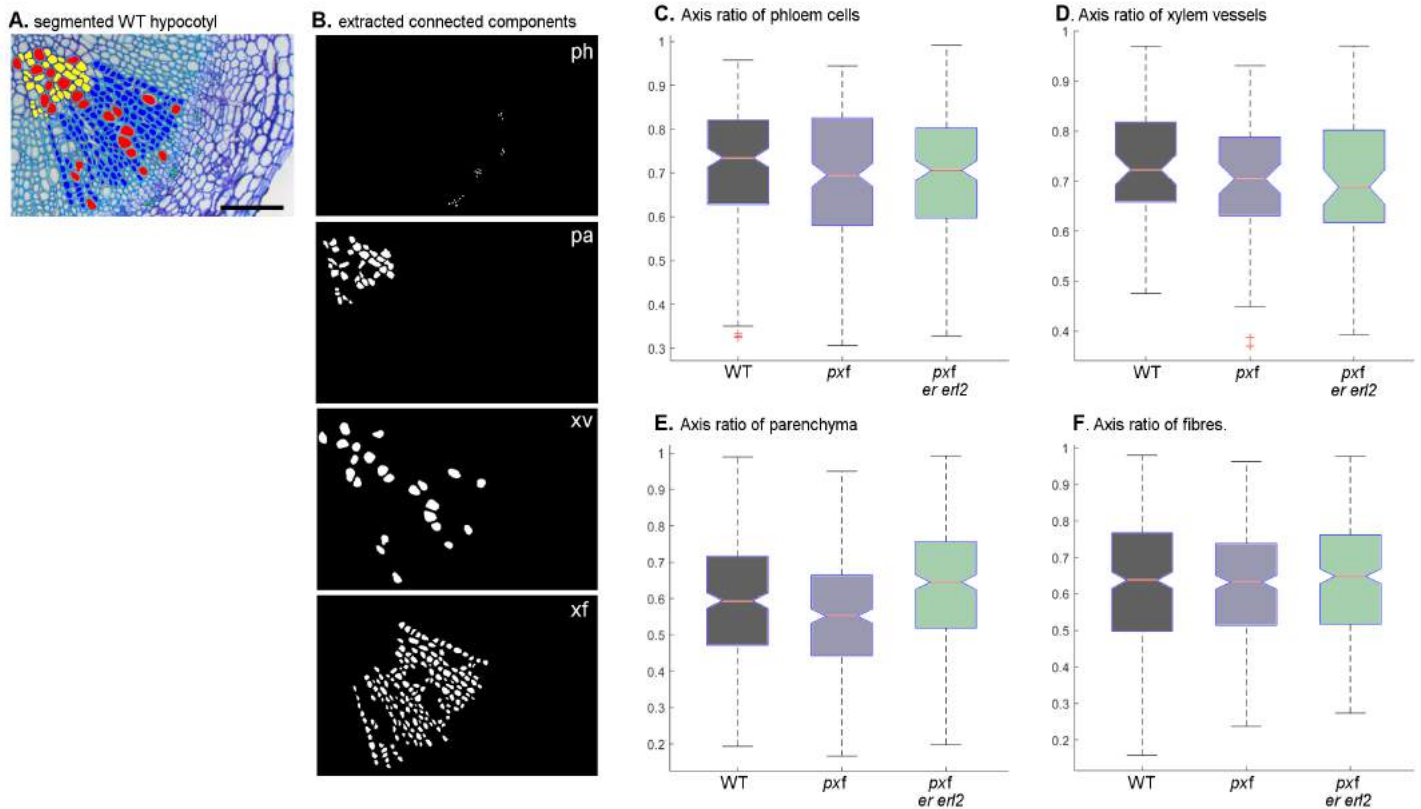 A. segmented WT hypocotyl
B. extracted connected components
ph
pa
xv
xf
C. Axis ratio of phloem cells
1
0.9
0.8
0.7
0.6
0.5
0.4
0.3
WT
pxf
pxf
er erl2
D. Axis ratio of xylem vessels
1
0.9
0.8
0.7
0.6
0.5
0.4
WT
pxf
pxf
er erl2
E. Axis ratio of parenchyma
1
0.9
0.8
0.7
0.6
0.5
0.4
0.3
0.2
WT
pxf
pxf
er erl2
F. Axis ratio of fibres.
1
0.9
0.8
0.7
0.6
0.5
0.4
0.3
0.2
WT
pxf
pxf
er erl2